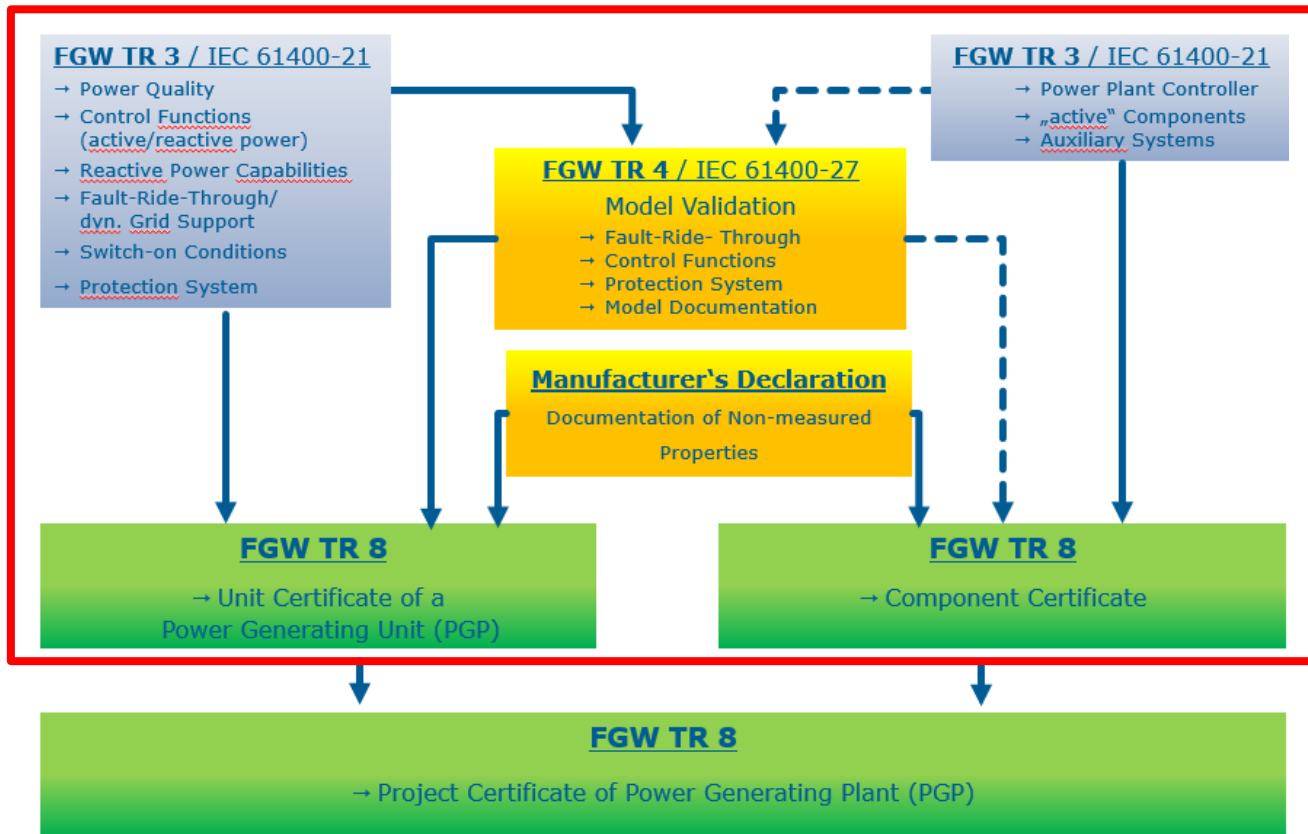 FGW TR 3 / IEC 61400-21
→ Power Quality
→ Control Functions
(active/reactive power)
→ Reactive Power Capabilities
→ Fault-Ride-Through/
dyn. Grid Support
→ Switch-on Conditions
→ Protection System
FGW TR 3 / IEC 61400-21
→ Power Plant Controller
→ „active“ Components
→ Auxiliary Systems
FGW TR 4 / IEC 61400-27
Model Validation
→ Fault-Ride- Through
→ Control Functions
→ Protection System
→ Model Documentation
Manufacturer‘s Declaration
Documentation of Non-measured
Properties
FGW TR 8
→ Unit Certificate of a
Power Generating Unit (PGP)
FGW TR 8
→ Component Certificate
FGW TR 8
→ Project Certificate of Power Generating Plant (PGP)